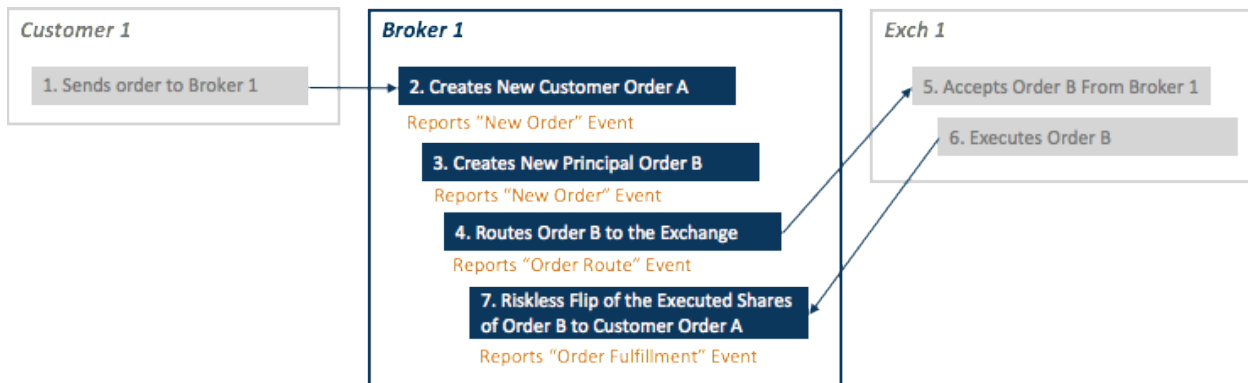 Customer 1
1. Sends order to Broker 1
Broker 1
2. Creates New Customer Order A
Reports “New Order” Event
3. Creates New Principal Order B
Reports “New Order” Event
4. Routes Order B to the Exchange
Reports “Order Route” Event
7. Riskless Flip of the Executed Shares
of Order B to Customer Order A
Reports “Order Fulfillment” Event
Exch 1
5. Accepts Order B From Broker 1
6. Executes Order B